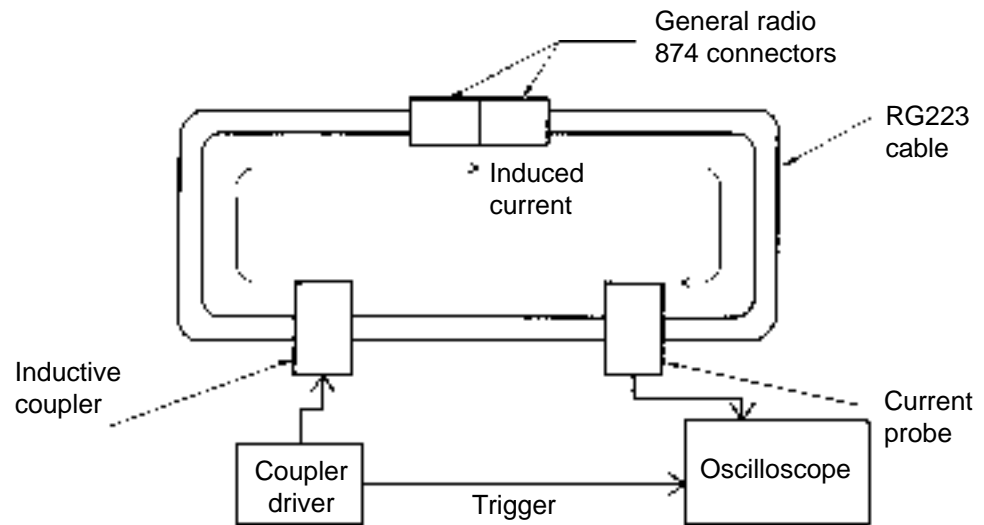 General radio
874 connectors
RG223
cable
Induced
current
Inductive
coupler
Current
probe
Coupler
driver
Trigger
Oscilloscope